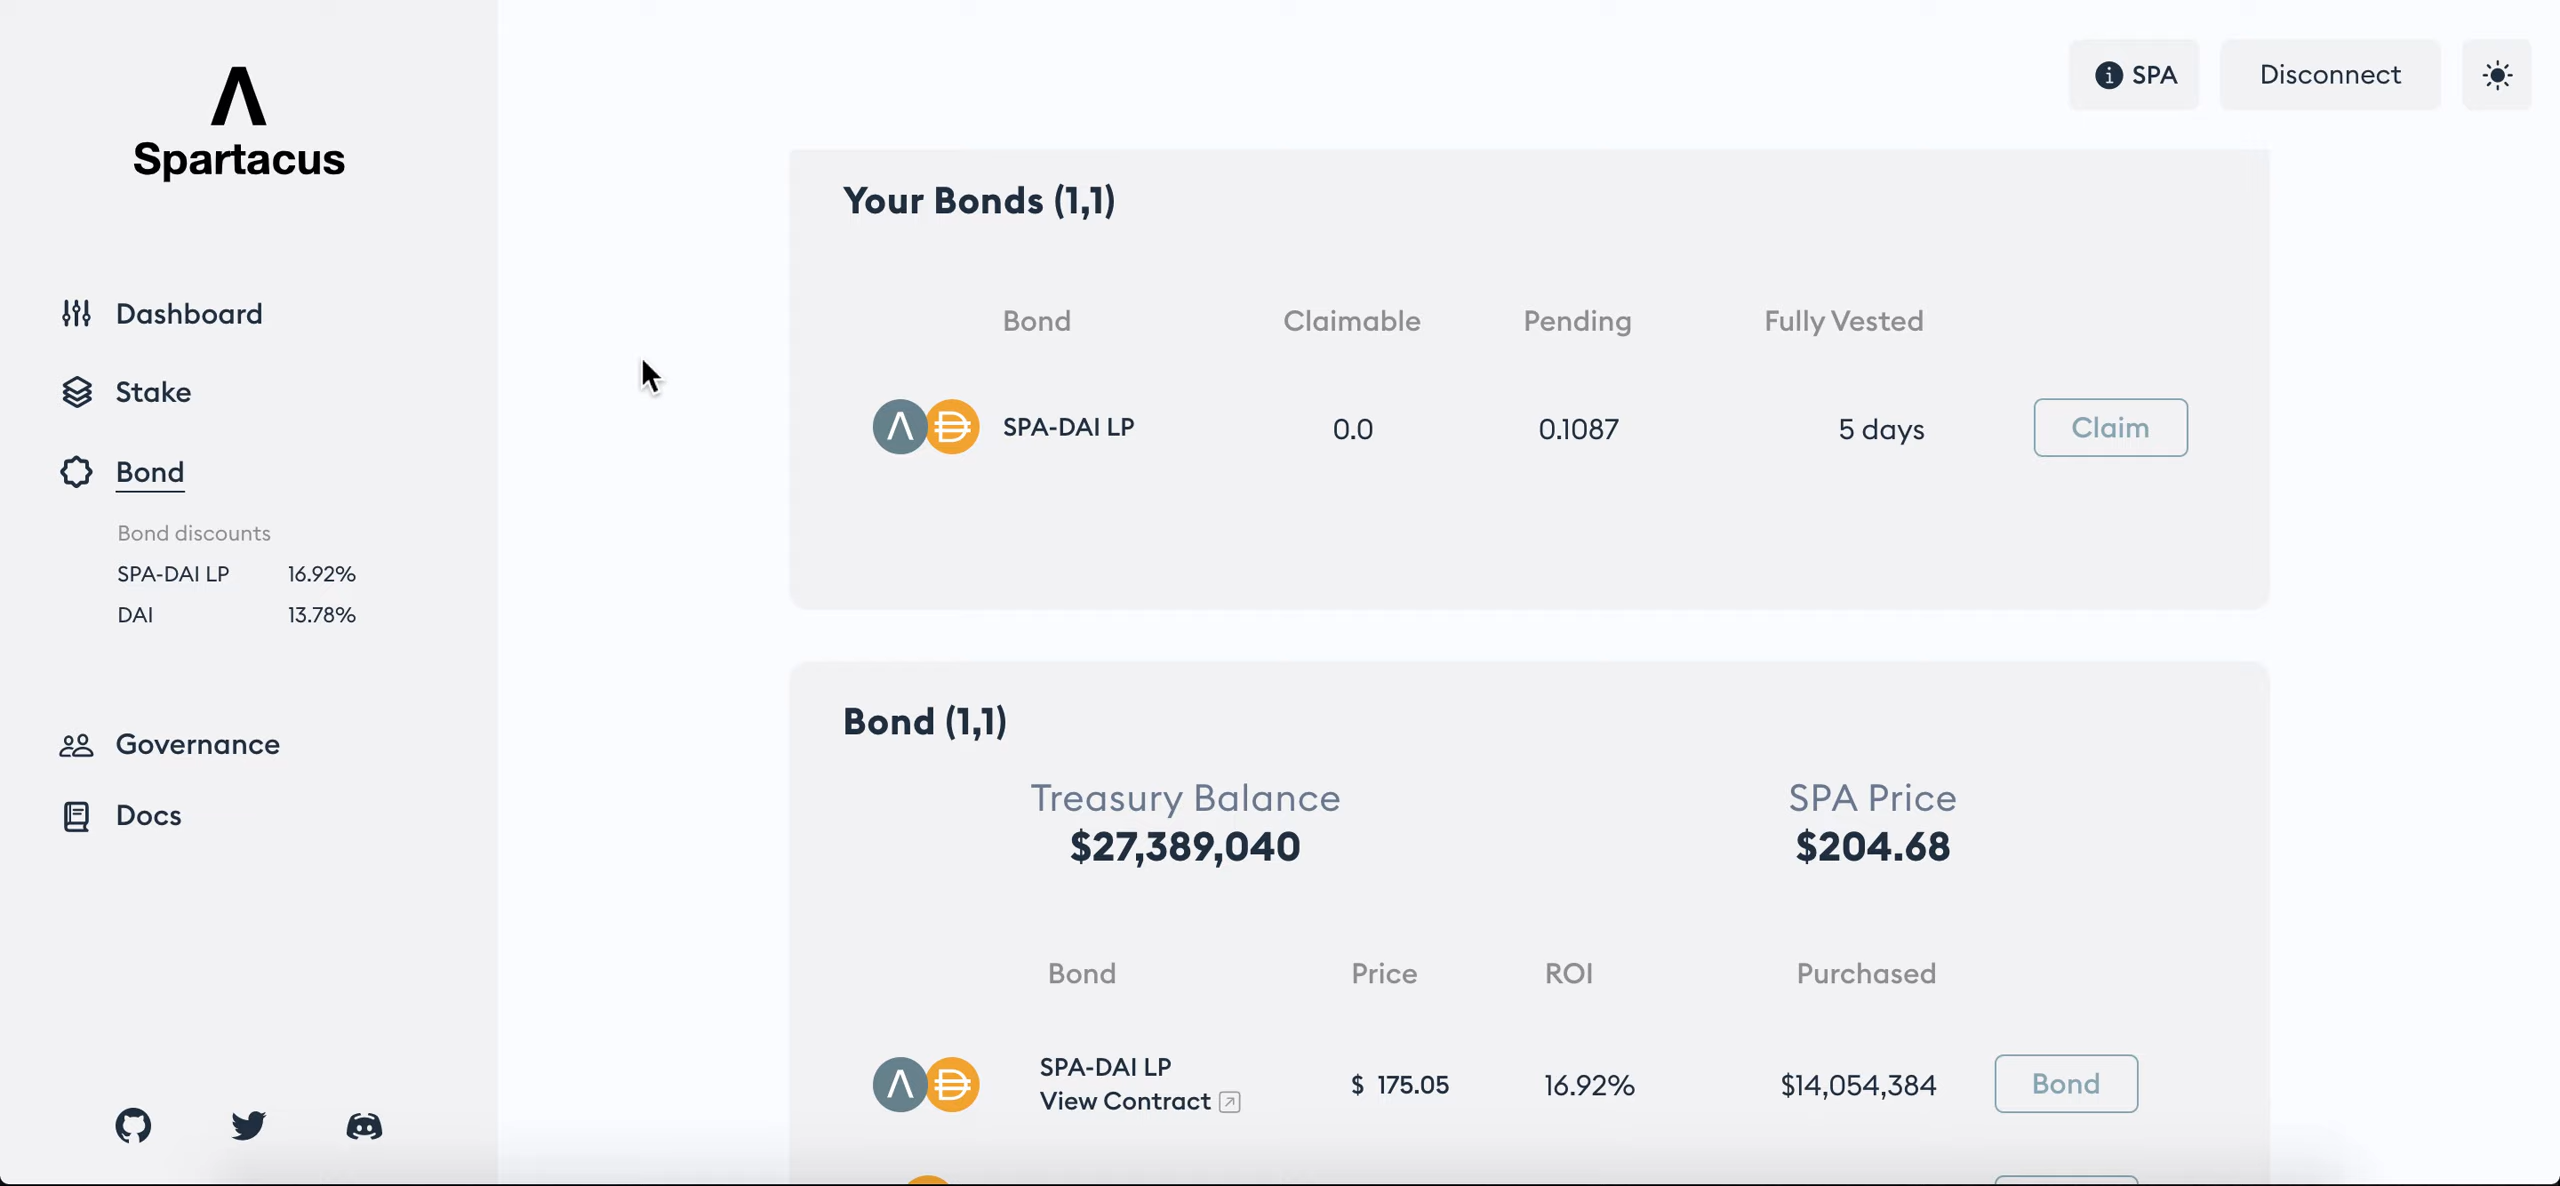 Spartacus
Dashboard
Stake
Bond
Bond discounts
SPA-DAI LP 16.92%
DAI 13.78%
Governance
Docs
SPA
Disconnect
Your Bonds (1,1)
Bond Claimable Pending Fully Vested
SPA-DAI LP 0.0 0.1087 5 days Claim
Bond (1,1)
Treasury Balance SPA Price
$27,389,040 $204.68
Bond Price ROI Purchased
SPA-DAI LP
View Contract
$ 175.05 16.92% $14,054,384 Bond